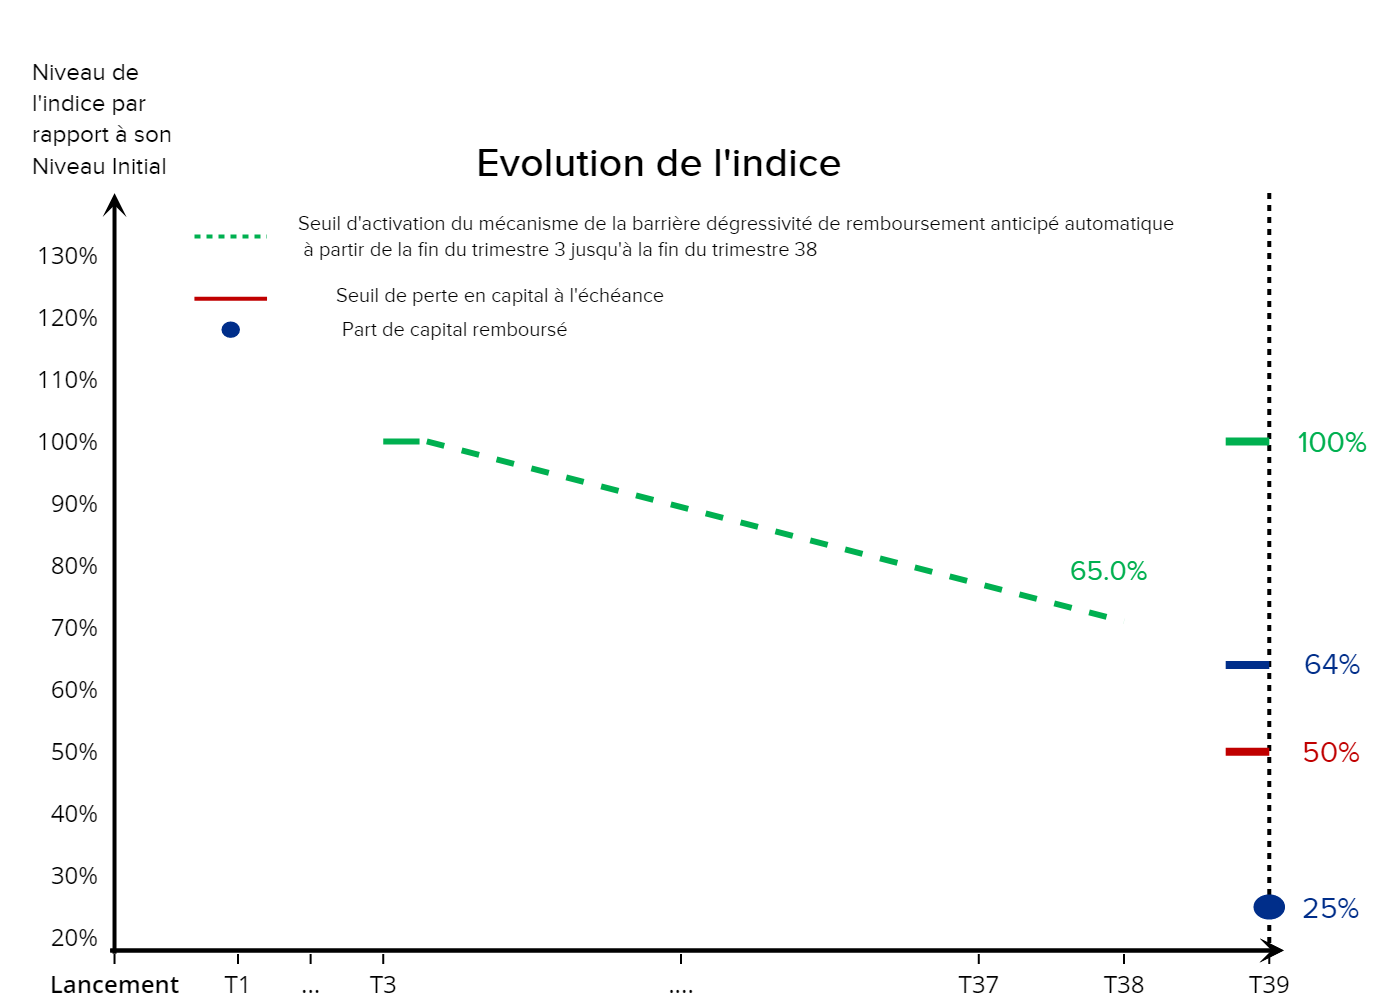 Niveau de
l'indice par
rapport à son
Niveau Initial
Evolution de l'indice
Seuil d'activation du mécanisme de la barrière dégressivité de remboursement anticipé automatique
à partir de la fin du trimestre 3 jusqu'à la fin du trimestre 38
Seuil de perte en capital à l'échéance
Part de capital remboursé
130%
120%
110%
100%
90%
80%
70%
60%
50%
40%
30%
20%
65.0%
100%
64%
50%
25%
Lancement T1 ... T3 .... T37 T38 T39